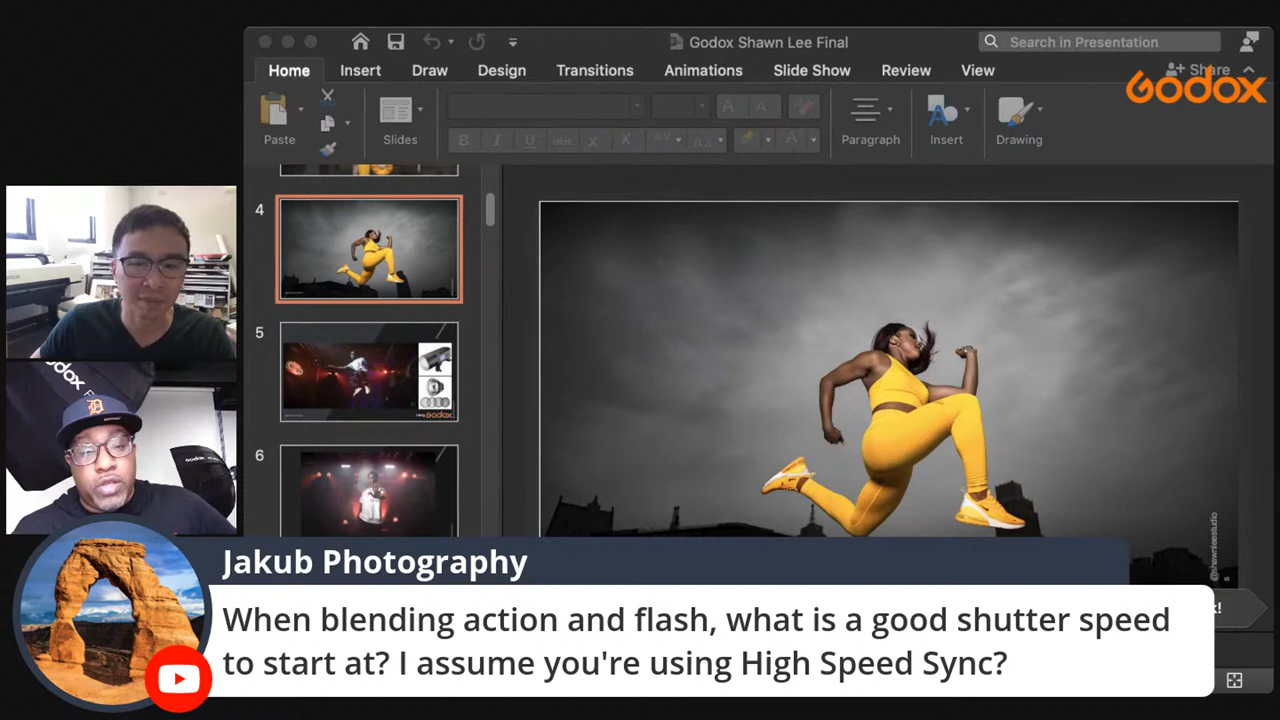 Godox Shawn Lee Final
Search in Presentation
Home Insert Draw Design Transitions Animations Slide Show Review View
Share
Godox
Paste
Slides
Paragraph
Insert
Drawing
4
5
6
@shawnleestudio
Jakub Photography
When blending action and flash, what is a good shutter speed
to start at? I assume you're using High Speed Sync?